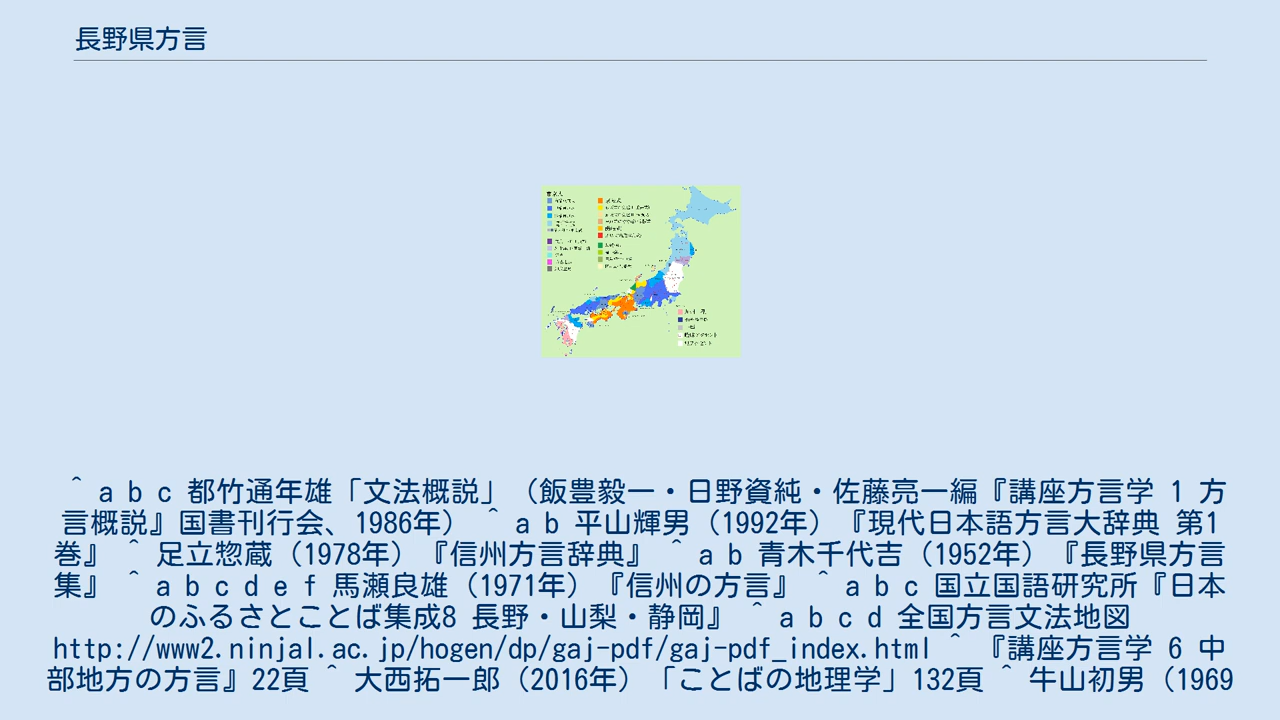 長野県方言
^ a b c 都竹通年雄「文法概説」（飯豊毅一・日野資純・佐藤亮一編『講座方言学 1 方
言概説』国書刊行会、1986年） ^ a b 平山輝男（1992年）『現代日本語方言大辞典 第1
巻』 ^ 足立惣蔵（1978年）『信州方言辞典』 ^ a b 青木千代吉（1952年）『長野県方言
集』 ^ a b c d e f 馬瀬良雄（1971年）『信州の方言』 ^ a b c 国立国語研究所『日本
のふるさとことば集成8 長野・山梨・静岡』 ^ a b c d 全国方言文法地図
http://www2.ninjal.ac.jp/hogen/dp/gaj-pdf/gaj-pdf_index.html ^ 『講座方言学 6 中
部地方の方言』22頁 ^ 大西拓一郎（2016年）「ことばの地理学」132頁 ^ 牛山初男（1969